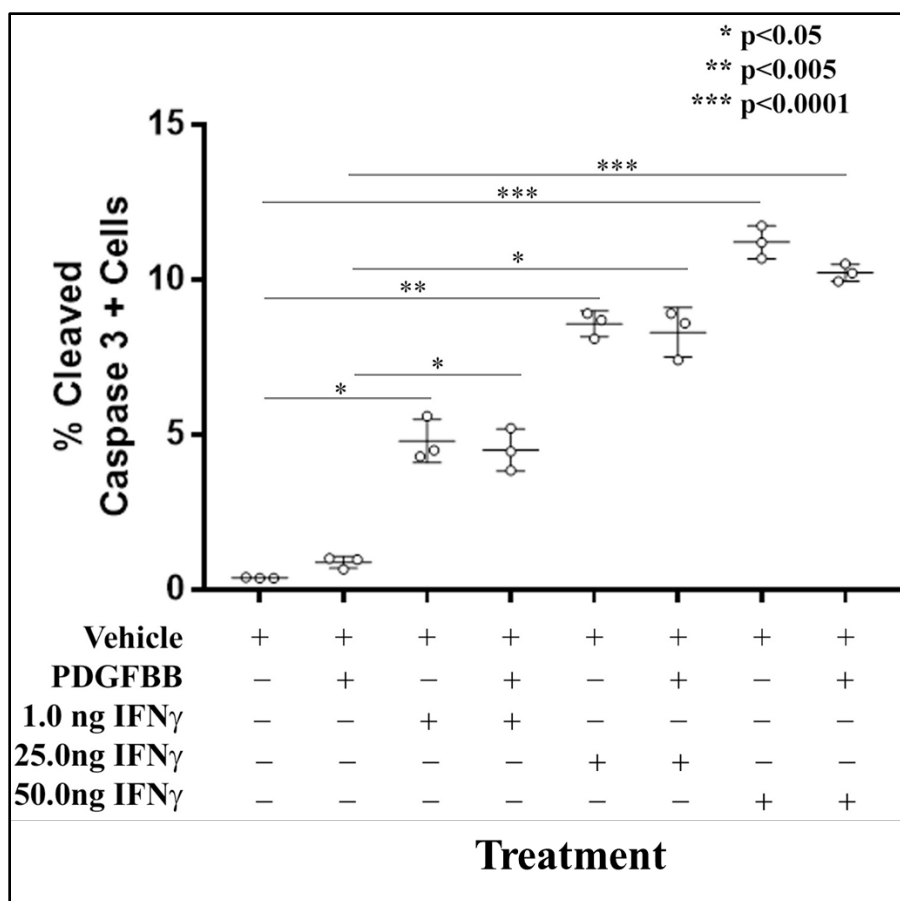 * p<0.05
** p<0.005
*** p<0.0001
15
***
***
10
*
**
% Cleaved
Caspase 3 + Cells
*
*
5
0
Vehicle + + + + + + + +
PDGFBB – + – + – + – +
1.0 ng IFNγ – – + + – – – –
25.0ng IFNγ – – – – + + – –
50.0ng IFNγ – – – – – – + +
Treatment